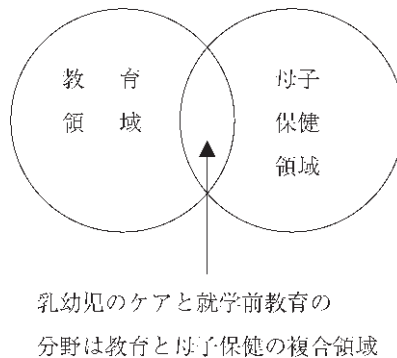 教　育
領　域
母子
保健
領域
乳幼児のケアと就学前教育の
分野は教育と母子保健の複合領域